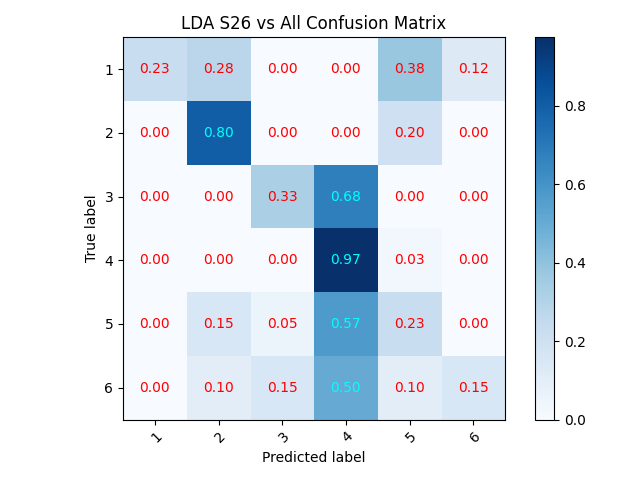 LDA S26 vs All Confusion Matrix
True label
1 0.23 0.28 0.00 0.00 0.38 0.12
2 0.00 0.80 0.00 0.00 0.20 0.00
3 0.00 0.00 0.33 0.68 0.00 0.00
4 0.00 0.00 0.00 0.97 0.03 0.00
5 0.00 0.15 0.05 0.57 0.23 0.00
6 0.00 0.10 0.15 0.50 0.10 0.15
1 2 3 4 5 6
Predicted label
0.8
0.6
0.4
0.2
0.0